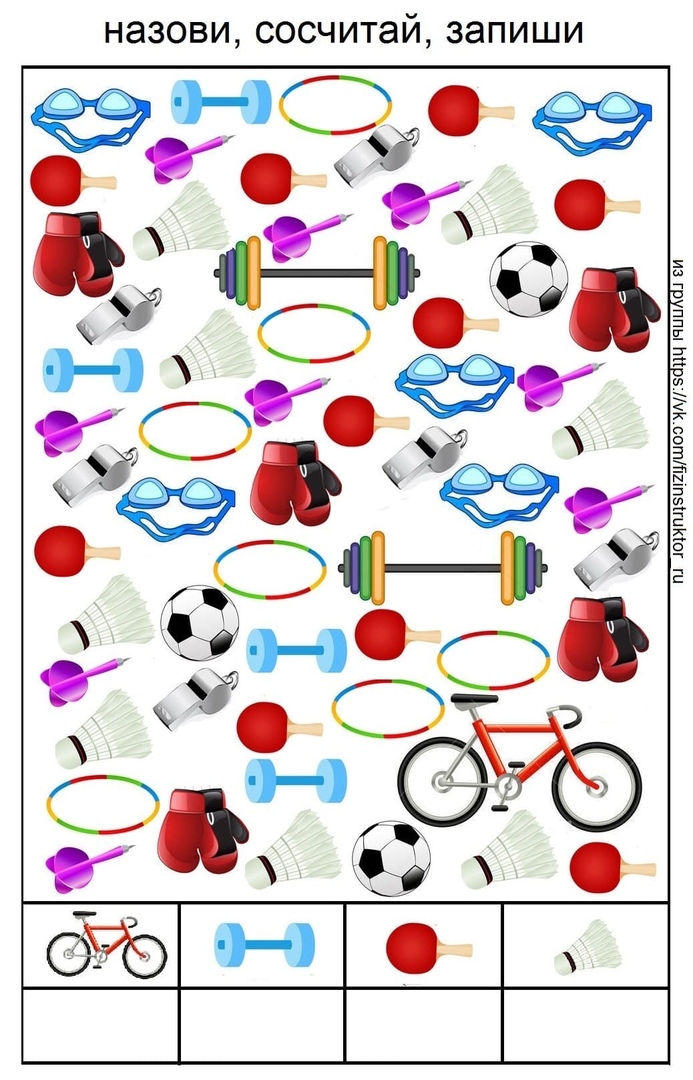 назови, сосчитай, запиши
из группы https://vk.com/fizinstruktor_ru